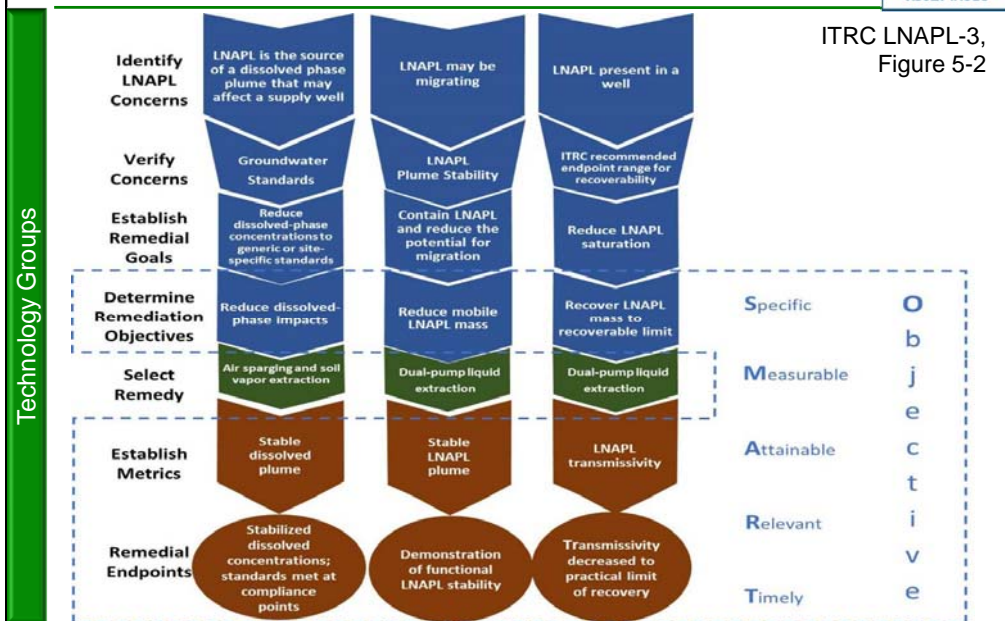 ITRC LNAPL-3,
Figure 5-2
Technology Groups
Identify
LNAPL
Concerns
LNAPL is the source
of a dissolved phase
plume that may
affect a supply well
LNAPL may be
migrating
LNAPL present in a
well
Verify
Concerns
Groundwater
Standards
LNAPL
Plume Stability
ITRC recommended
endpoint range for
recoverability
Establish
Remedial
Goals
Reduce
dissolved-phase
concentrations to
generic or site-
specific standards
Contain LNAPL
and reduce the
potential for
migration
Reduce LNAPL
saturation
Determine
Remediation
Objectives
Reduce dissolved-
phase impacts
Reduce mobile
LNAPL mass
Recover LNAPL
mass to
recoverable limit
Select
Remedy
Air sparging and soil
vapor extraction
Dual-pump liquid
extraction
Dual-pump liquid
extraction
Establish
Metrics
Stable
dissolved
plume
Stable
LNAPL
plume
LNAPL
transmissivity
Remedial
Endpoints
Stabilized
dissolved
concentrations;
standards met at
compliance
points
Demonstration
of functional
LNAPL stability
Transmissivity
decreased to
practical limit
of recovery
Specific
Measurable
Attainable
Relevant
Timely
O
b
j
e
c
t
i
v
e